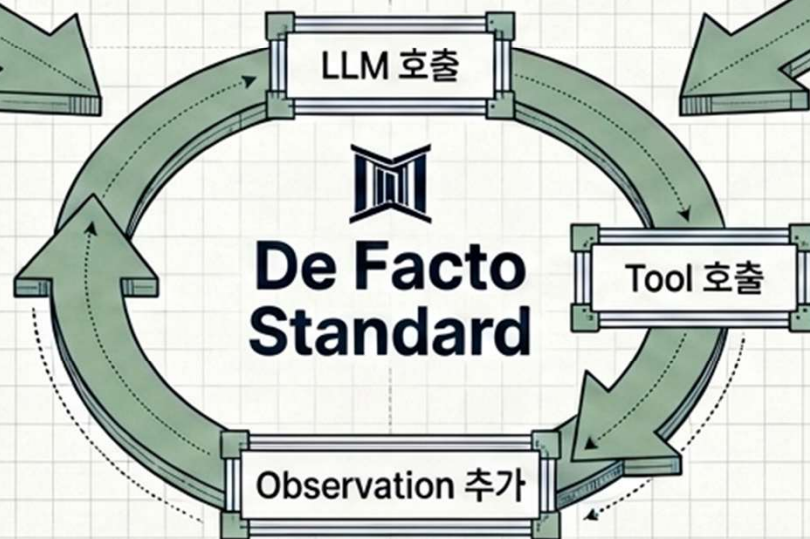 LLM 호출
De Facto
Standard
Tool 호출
Observation 추가